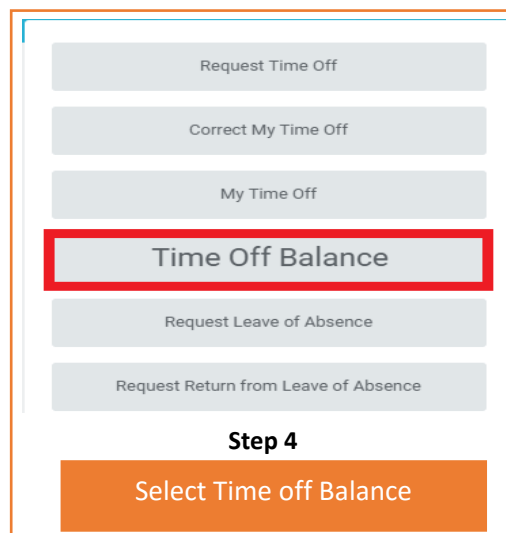 Request Time Off
Correct My Time Off
My Time Off
Time Off Balance
Request Leave of Absence
Request Return from Leave of Absence
Step 4
Select Time off Balance